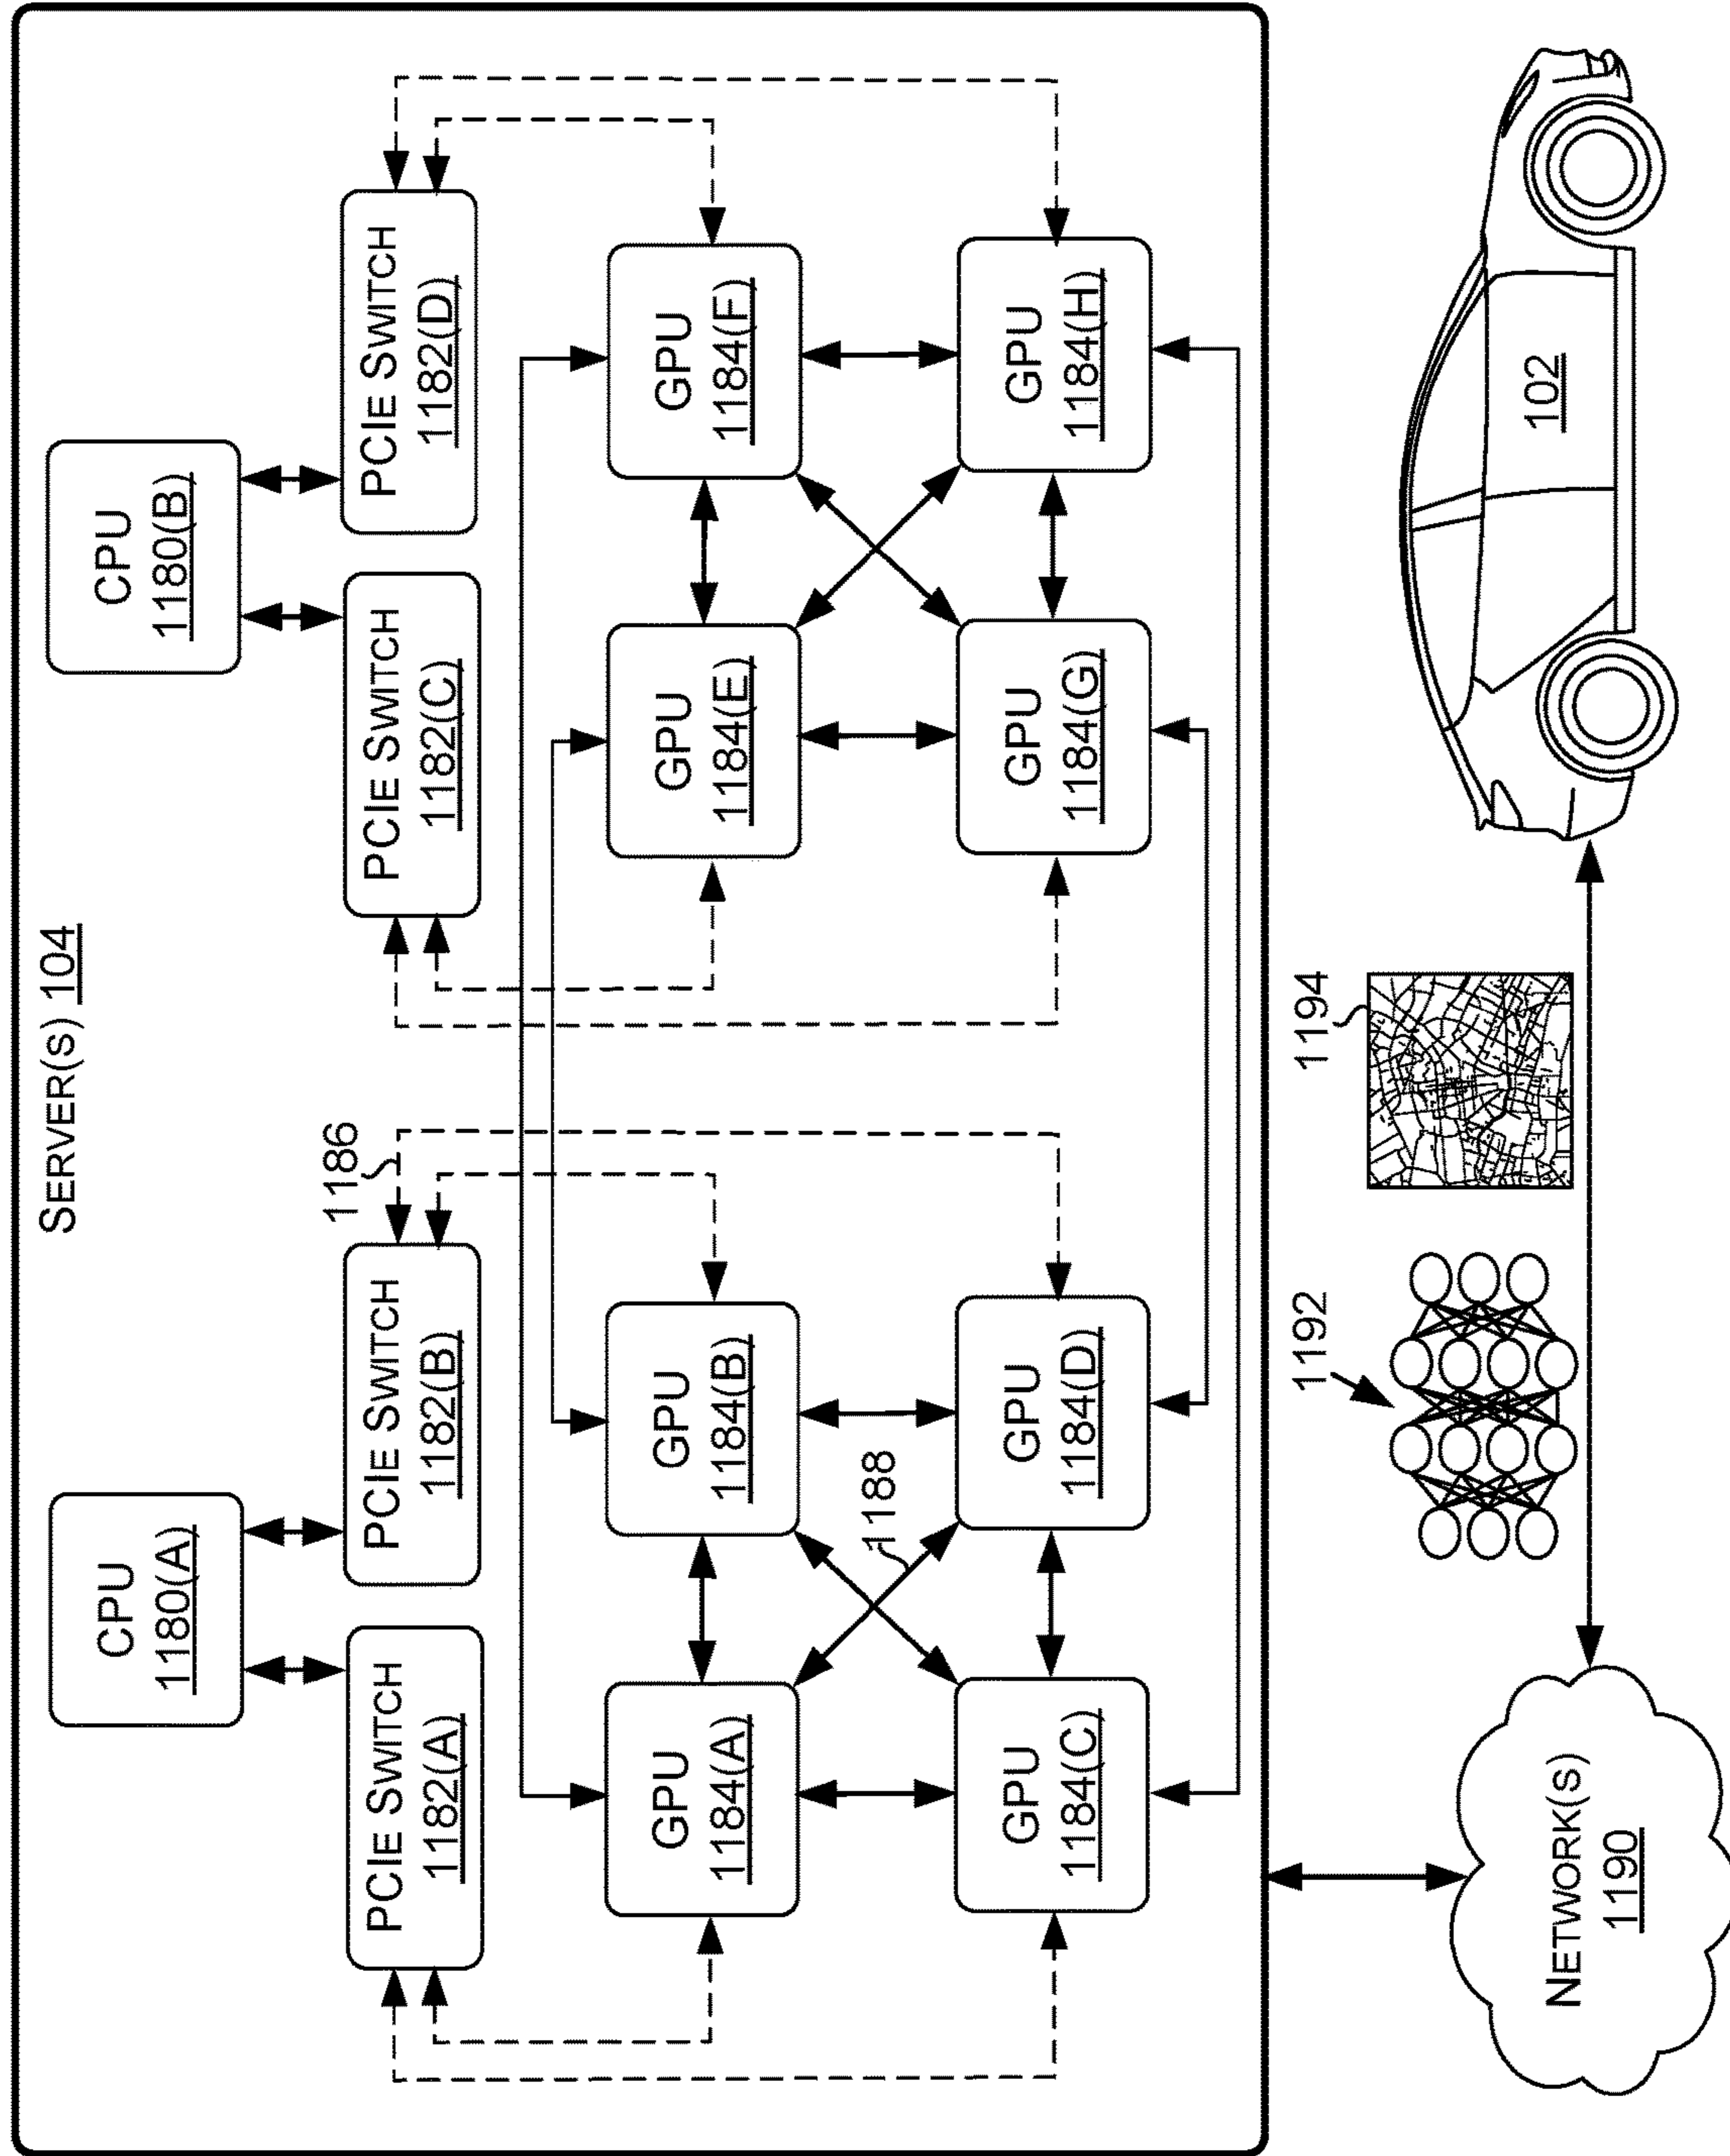 SERVER(S) 104
CPU
1180(A)
CPU
1180(B)
PCIE SWITCH
1182(A)
PCIE SWITCH
1182(B)
1186
PCIE SWITCH
1182(C)
PCIE SWITCH
1182(D)
GPU
1184(A)
GPU
1184(B)
GPU
1184(E)
GPU
1184(F)
1188
GPU
1184(C)
GPU
1184(D)
GPU
1184(G)
GPU
1184(H)
NETWORK(S)
1190
1192
1194
102